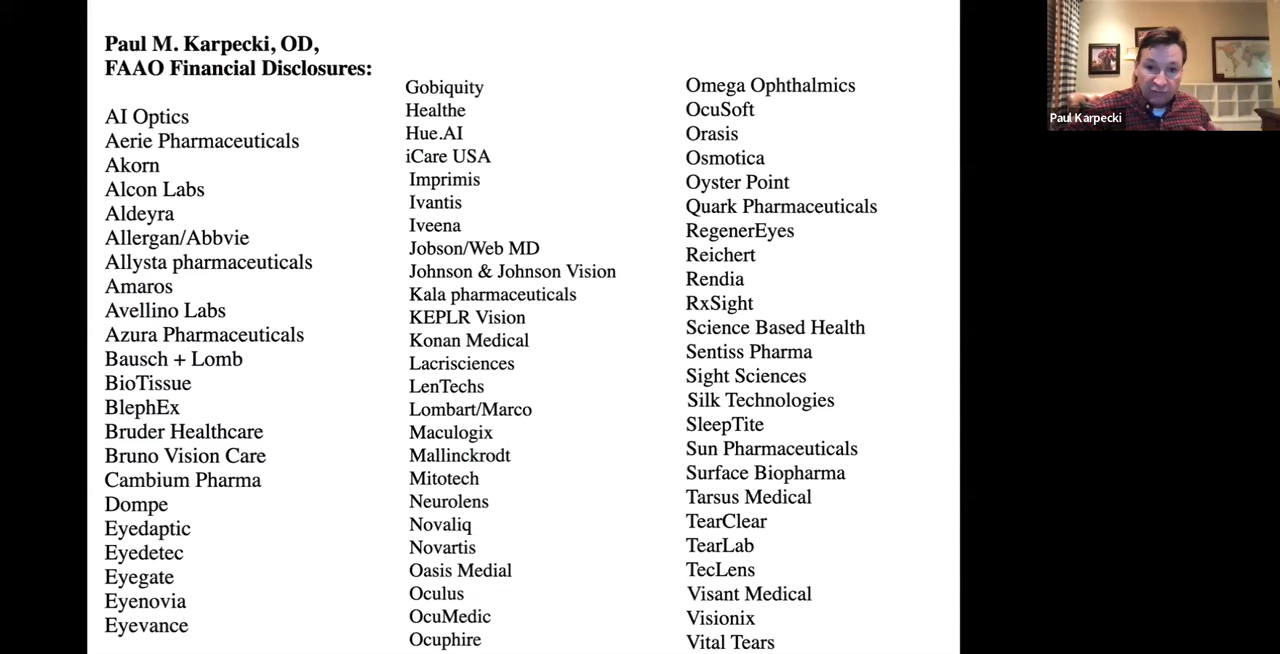 Paul M. Karpecki, OD,
FAAO Financial Disclosures:
AI Optics
Aerie Pharmaceuticals
Akorn
Alcon Labs
Aldeyra
Allergan/Abbvie
Allysta pharmaceuticals
Amaros
Avellino Labs
Azura Pharmaceuticals
Bausch + Lomb
BioTissue
BlephEx
Bruder Healthcare
Bruno Vision Care
Cambium Pharma
Dompe
Eyedaptic
Eyedetec
Eyegate
Eyenovia
Eyevance
Gobiquity
Healthe
Hue.AI
iCare USA
Imprimis
Ivantis
Iveena
Jobson/Web MD
Johnson & Johnson Vision
Kala pharmaceuticals
KEPLR Vision
Konan Medical
Lacrisciences
LenTechs
Lombart/Marco
Maculogix
Mallinckrodt
Mitotech
Neurolens
Novaliq
Novartis
Oasis Medial
Oculus
OcuMedic
Ocuphire
Omega Ophthalmics
OcuSoft
Orasis
Osmotica
Oyster Point
Quark Pharmaceuticals
RegenerEyes
Reichert
Rendia
RxSight
Science Based Health
Sentiss Pharma
Sight Sciences
Silk Technologies
SleepTite
Sun Pharmaceuticals
Surface Biopharma
Tarsus Medical
TearClear
TearLab
TecLens
Visant Medical
Visionix
Vital Tears
Paul Karpecki